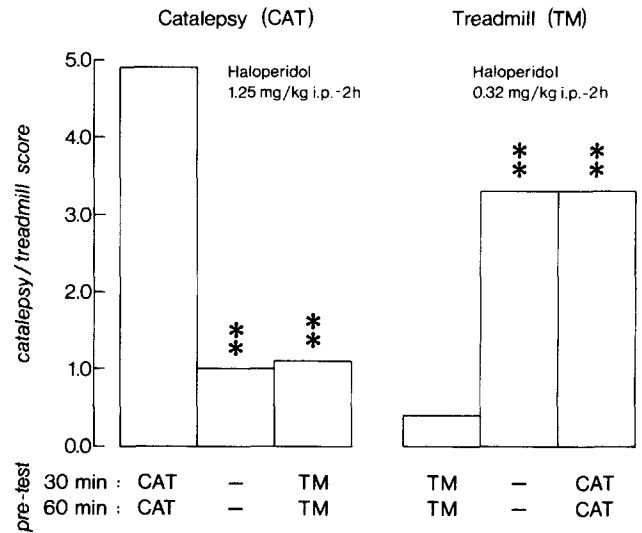 Catalepsy (CAT)
Treadmill (TM)
Haloperidol
1.25 mg/kg i.p.-2h
Haloperidol
0.32 mg/kg i.p.-2h
catalepsy/treadmill score
5.0
4.0
3.0
2.0
1.0
0.0
**
**
**
**
pre-test
30 min : CAT – TM TM – CAT
60 min : CAT – TM TM – CAT